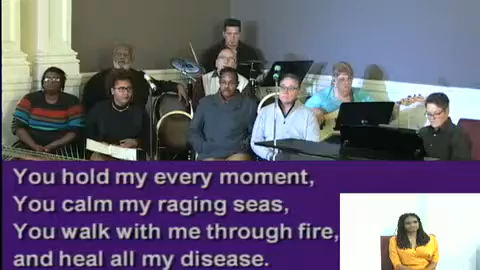 You hold my every moment,
You calm my raging seas,
You walk with me through fire,
and heal all my disease.